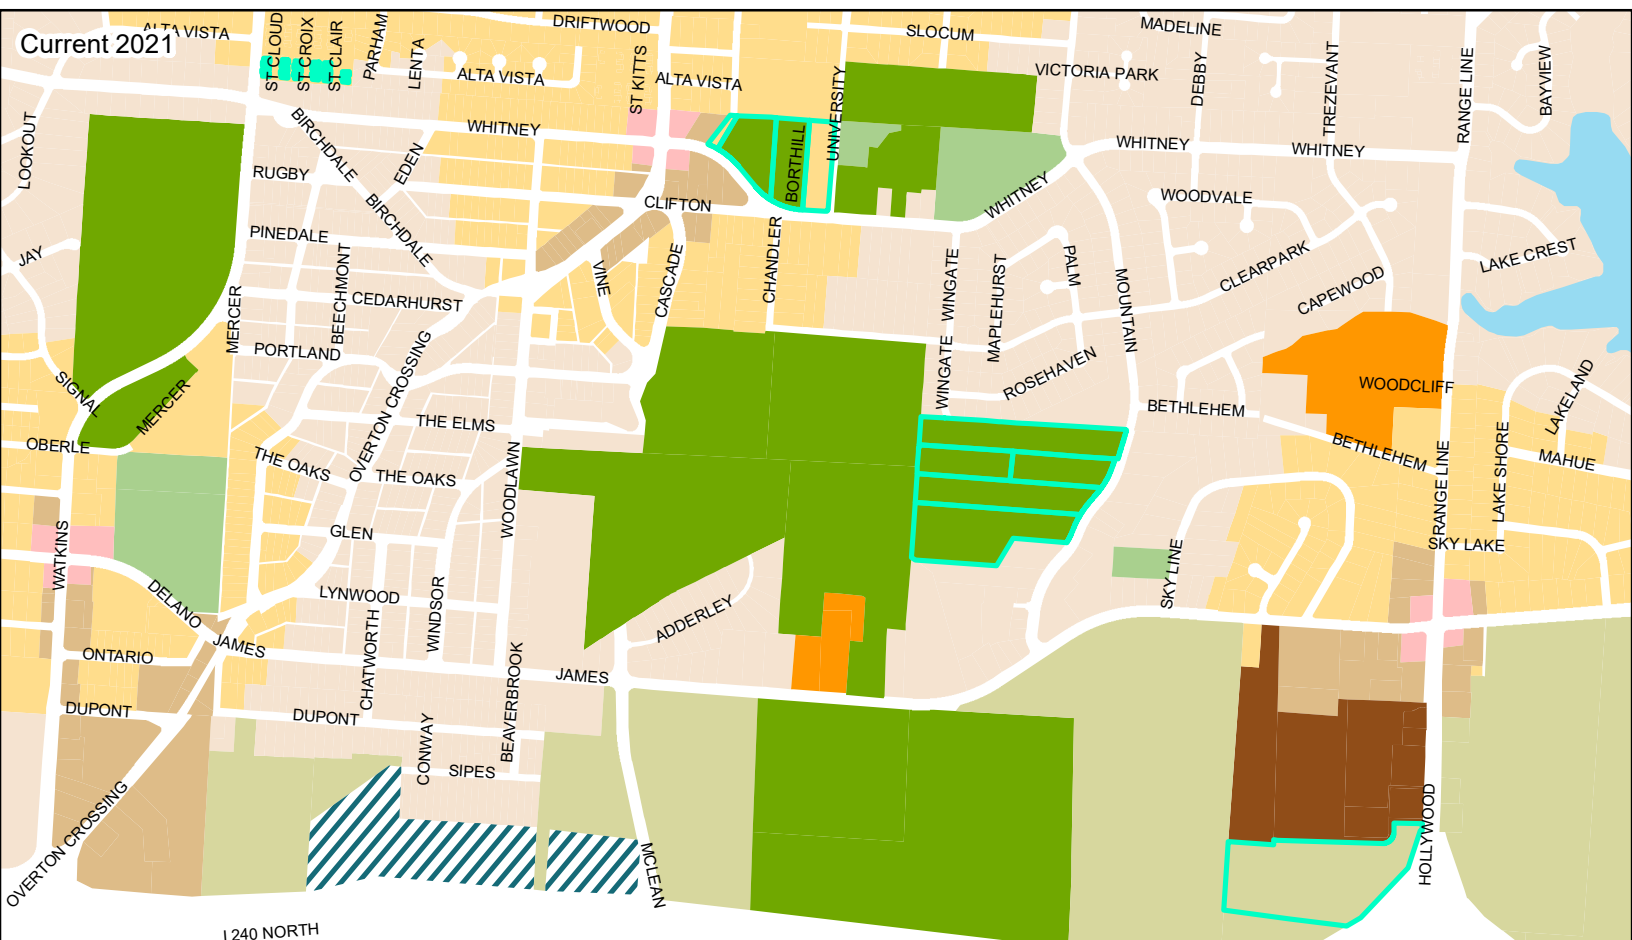 Current 2021
ALTA VISTA
ST CLOUD
ST CROIX
ST CLAIR
PARHAM
LENTA
DRIFTWOOD
ALTA VISTA
ST KITTS
ALTA VISTA
SLOCUM
UNIVERSITY
MADELINE
VICTORIA PARK
DEBBY
TREZEVANT
RANGE LINE
BAYVIEW
LOOKOUT
BIRCHDALE
EDEN
WHITNEY
BORTHILL
WHITNEY
WHITNEY
RUGBY
BIRCHDALE
CLIFTON
WHITNEY
WOODVALE
JAY
PINEDALE
BEECHMONT
VINE
CASCADE
CHANDLER
WINGATE
MAPLEHURST
PALM
MOUNTAIN
CLEARPARK
CAPEWOOD
LAKE CREST
MERCER
CEDARHURST
PORTLAND
OVERTON CROSSING
WINGATE
ROSEHAVEN
WOODCLIFF
SIGNAL
MERCER
THE ELMS
BETHLEHEM
LAKELAND
OBERLE
THE OAKS
THE OAKS
WOODLAWN
BETHLEHEM
RANGE LINE
LAKE SHORE
MAHUE
WATKINS
GLEN
SKY LINE
SKY LAKE
DELANO
LYNWOOD
CHATWORTH
WINDSOR
ADDERLEY
ONTARIO
JAMES
BEAVERBROOK
JAMES
DUPONT
DUPONT
CONWAY
SIPES
OVERTON CROSSING
MCLEAN
HOLLYWOOD
I 240 NORTH